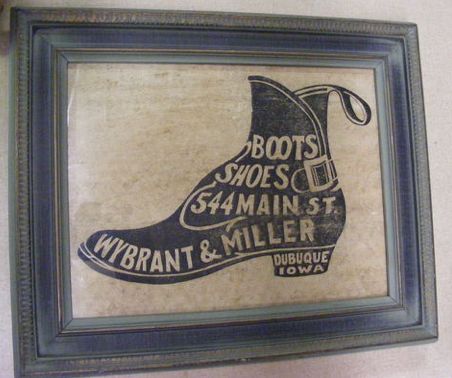 BOOTS
SHOES
544 MAIN ST.
WYBRANT & MILLER
DUBUQUE
IOWA